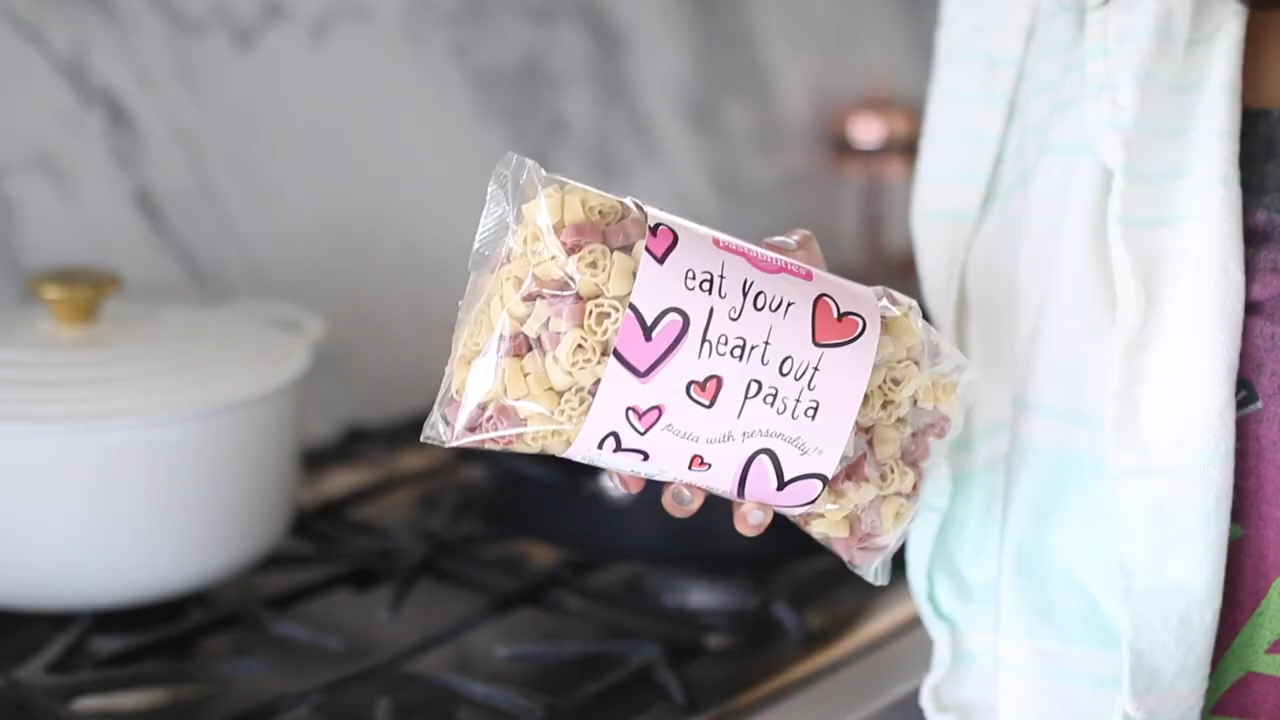 Pastabilities
eat your
heart out
pasta
pasta with personality!®